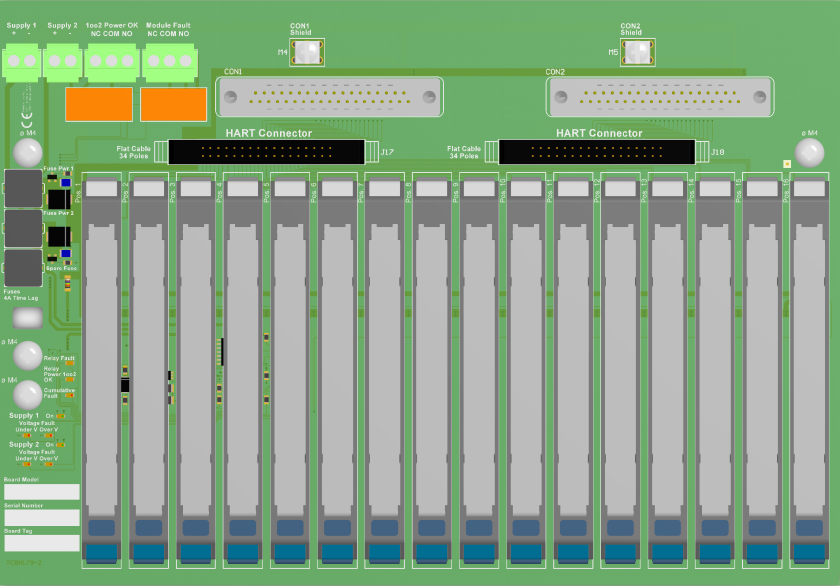 Supply 1 Supply 2 1oo2 Power OK Module Fault
+ - + - NC COM NO NC COM NO
CON1
Shield
M4
CON2
Shield
M5
CON1
CON2
CE
ø M4
HART Connector
HART Connector
Flat Cable
34 Poles
J17
Flat Cable
34 Poles
J18
ø M4
Fuse Pwr 1
Fuse Pwr 2
Spare Fuse
Fuses
4A Time Lag
Pos. 1
Pos. 2
Pos. 3
Pos. 4
Pos. 5
Pos. 6
Pos. 7
Pos. 8
Pos. 9
Pos. 10
Pos. 11
Pos. 12
Pos. 13
Pos. 14
Pos. 15
Pos. 16
ø M4
Relay Fault
Relay
Power 1oo2
OK
ø M4
Cumulative
Fault
Supply 1 On
Voltage Fault
Under V Over V
Supply 2 On
Voltage Fault
Under V Over V
Board Model
Serial Number
Board Tag